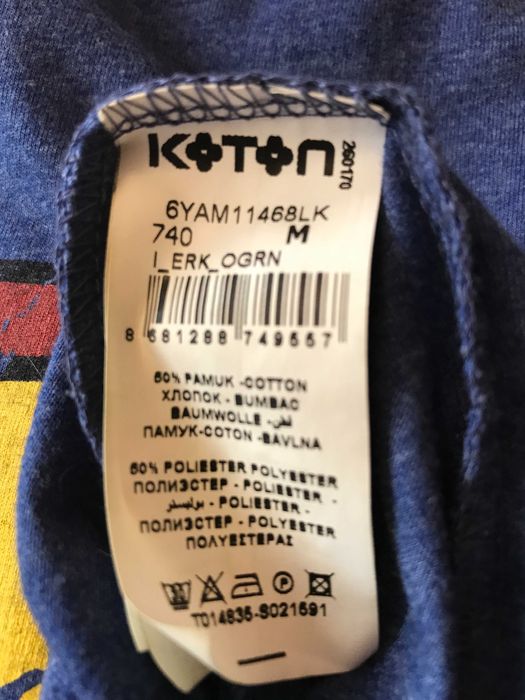 KOTON
260170
6YAM11468LK
740 M
I_ERK_OGRN
8 681288 749557
50% PAMUK -COTTON
ХЛОПОК - BUMBAC
BAUMWOLLE - قطن
ПАМУК-COTON -BAVLNA
50% POLIESTER POLYESTER
ПОЛИЭСТЕР - POLIESTER -
بوليستر - POLIESTER -
ПОЛИЭСТЕР - POLYESTER
ΠΟΛΥΕΣΤΕΡΑΣ
T014835-S021591